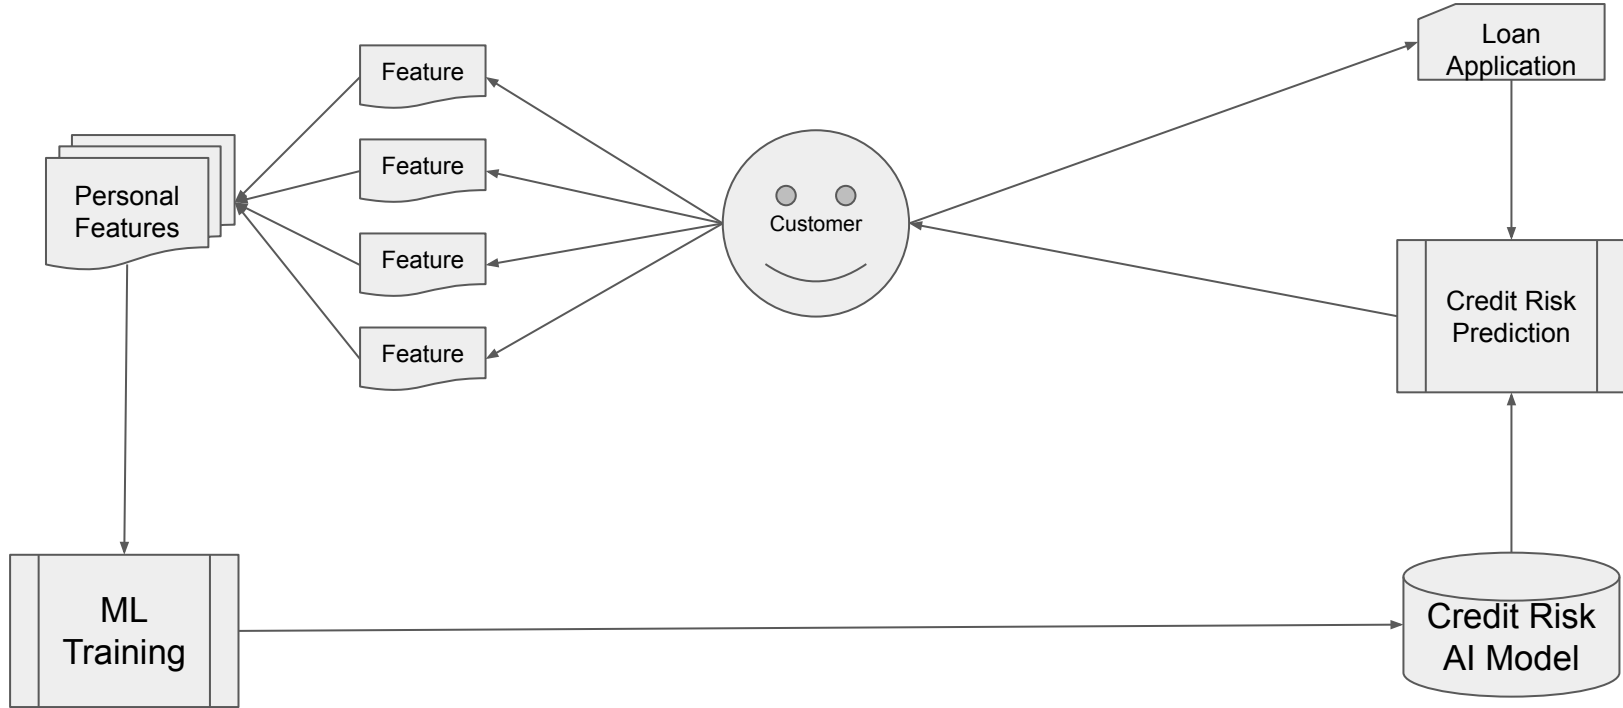 Loan
Application
Feature
Feature
Personal
Features
Customer
Feature
Credit Risk
Prediction
Feature
ML
Training
Credit Risk
AI Model